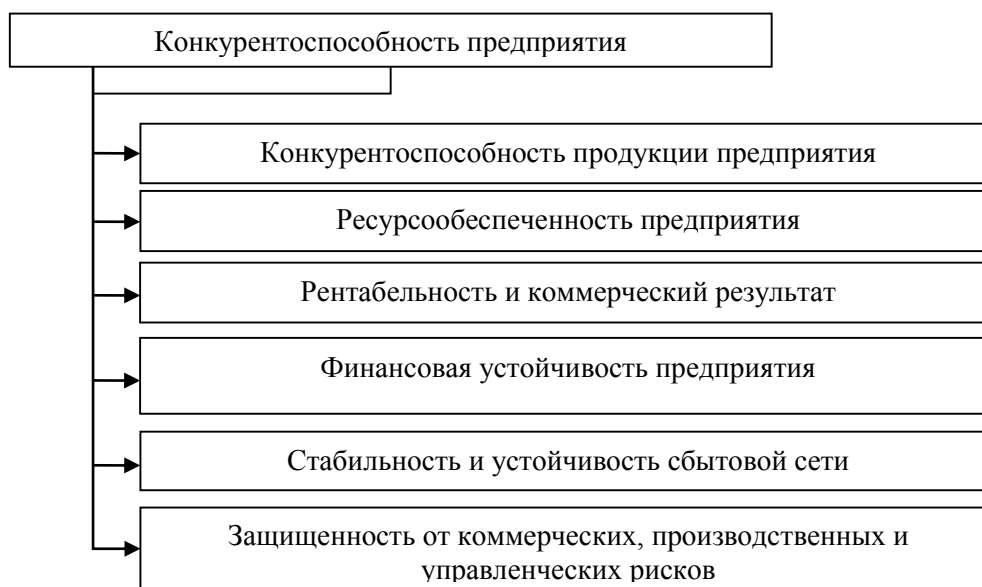 Конкурентоспособность предприятия
Конкурентоспособность продукции предприятия
Ресурсообеспеченность предприятия
Рентабельность и коммерческий результат
Финансовая устойчивость предприятия
Стабильность и устойчивость сбытовой сети
Защищенность от коммерческих, производственных и
управленческих рисков